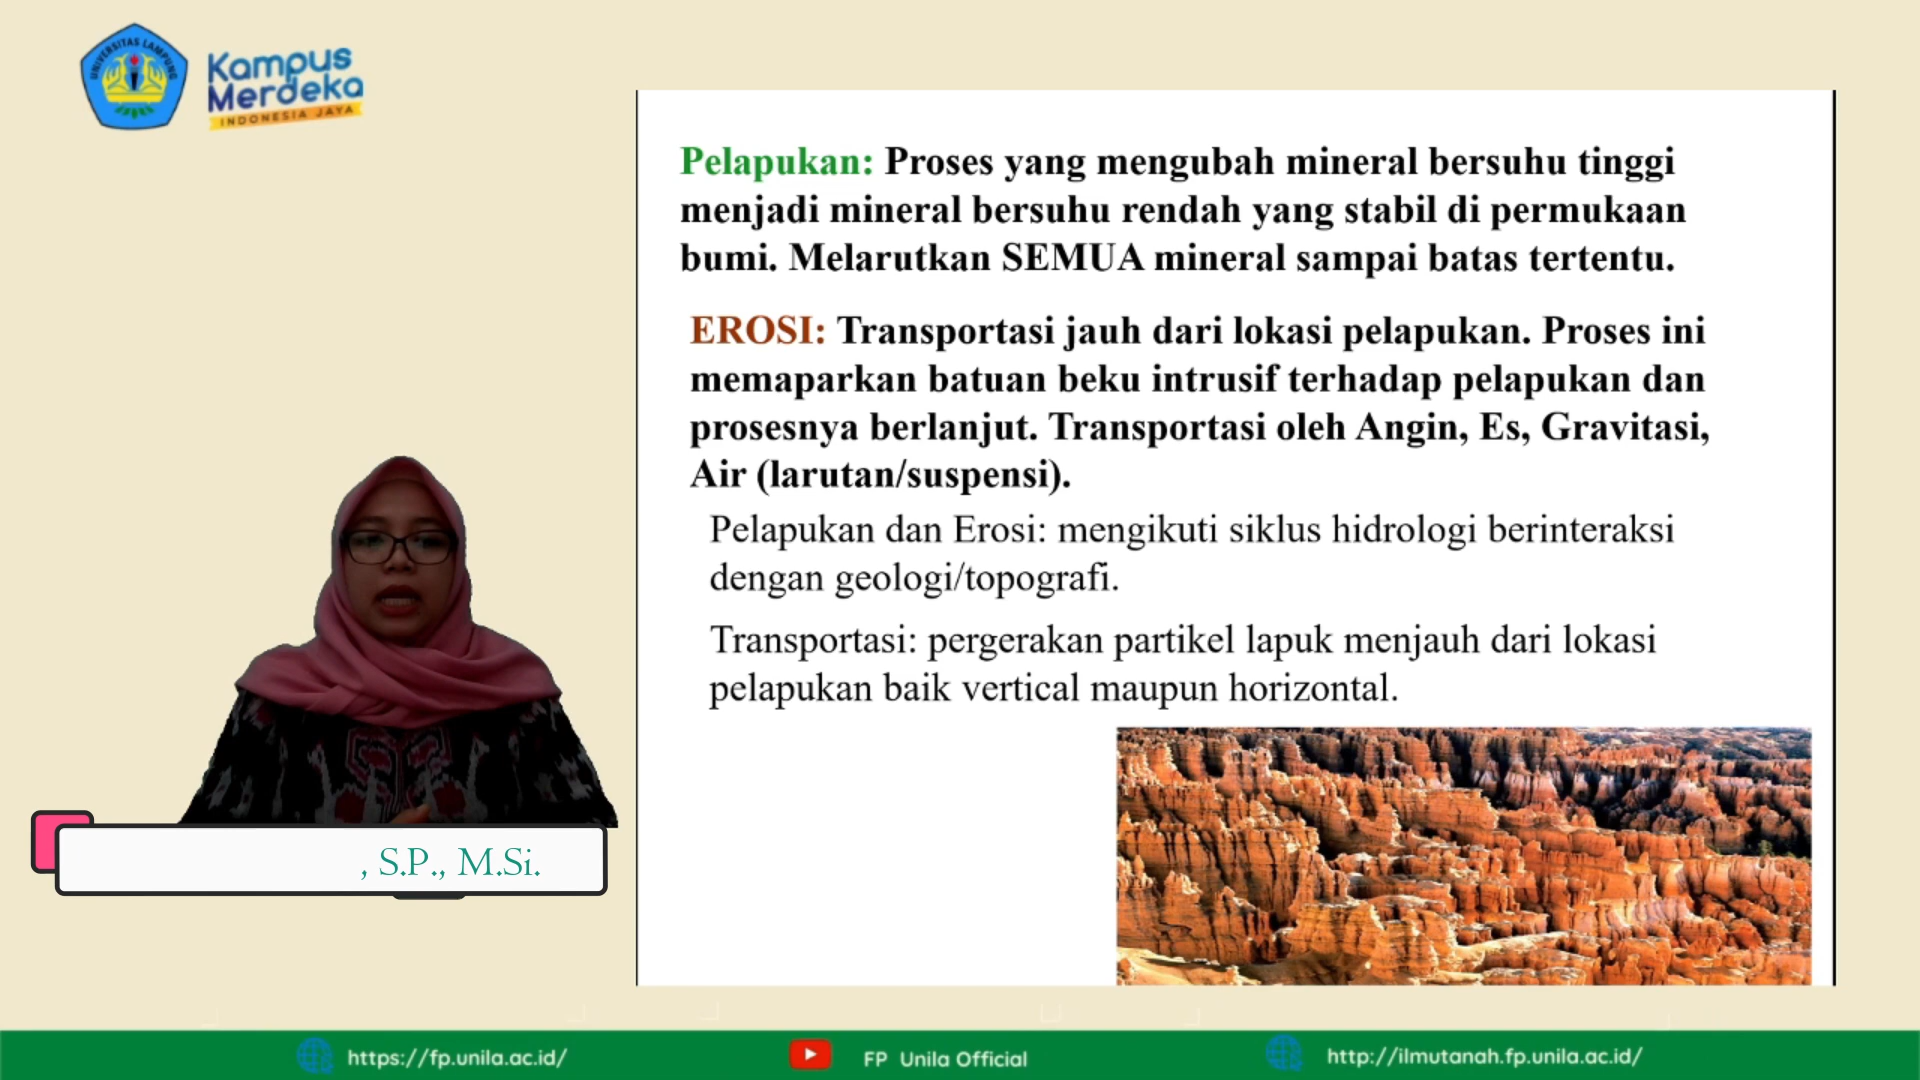 UNIVERSITAS LAMPUNG
Kampus
Merdeka
INDONESIA JAYA
Pelapukan: Proses yang mengubah mineral bersuhu tinggi
menjadi mineral bersuhu rendah yang stabil di permukaan
bumi. Melarutkan SEMUA mineral sampai batas tertentu.
EROSI: Transportasi jauh dari lokasi pelapukan. Proses ini
memaparkan batuan beku intrusif terhadap pelapukan dan
prosesnya berlanjut. Transportasi oleh Angin, Es, Gravitasi,
Air (larutan/suspensi).
Pelapukan dan Erosi: mengikuti siklus hidrologi berinteraksi
dengan geologi/topografi.
Transportasi: pergerakan partikel lapuk menjauh dari lokasi
pelapukan baik vertical maupun horizontal.
, S.P., M.Si.
https://fp.unila.ac.id/
FP Unila Official
http://ilmutanah.fp.unila.ac.id/